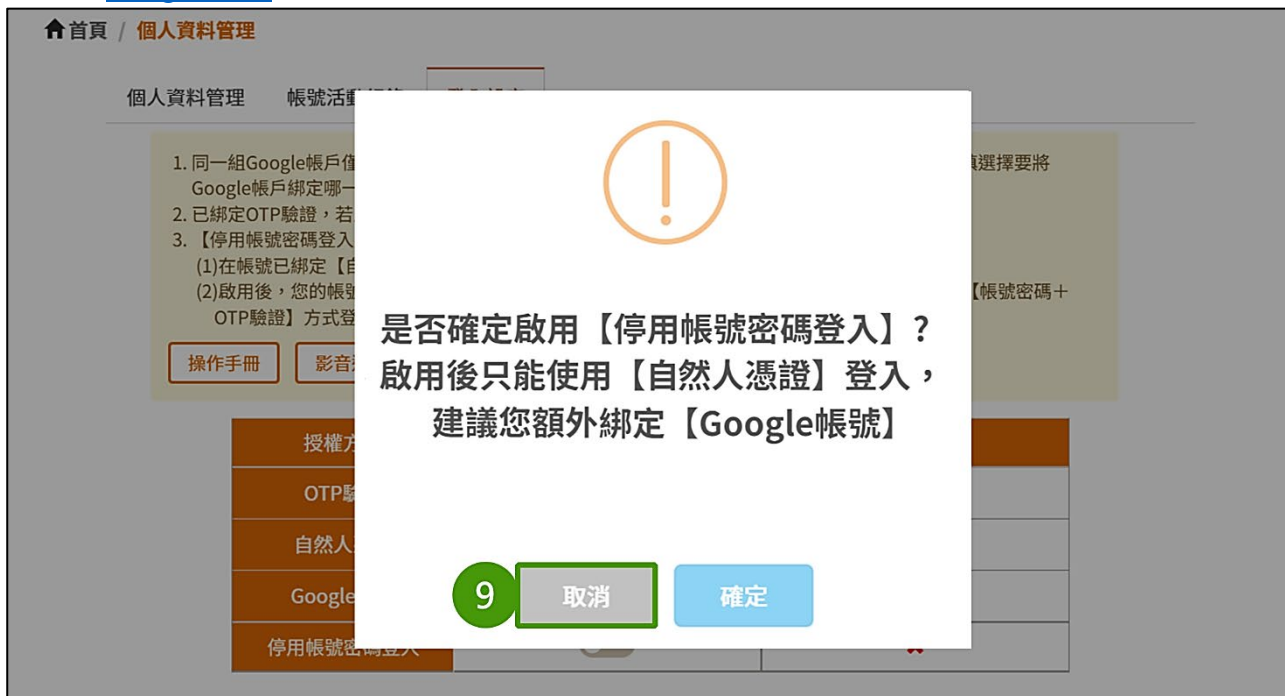 首頁 / 個人資料管理
個人資料管理 帳號活動
1. 同一組Google帳戶僅 選擇要將
Google帳戶綁定哪一
2. 已綁定OTP驗證，若
3. 【停用帳號密碼登入
(1)在帳號已綁定【自
(2)啟用後，您的帳號 【帳號密碼＋
OTP驗證】方式登
操作手冊 影音
是否確定啟用【停用帳號密碼登入】？
啟用後只能使用【自然人憑證】登入，
建議您額外綁定【Google帳號】
授權方
OTP驗
自然人
Google
9 取消 確定
停用帳號密碼登入